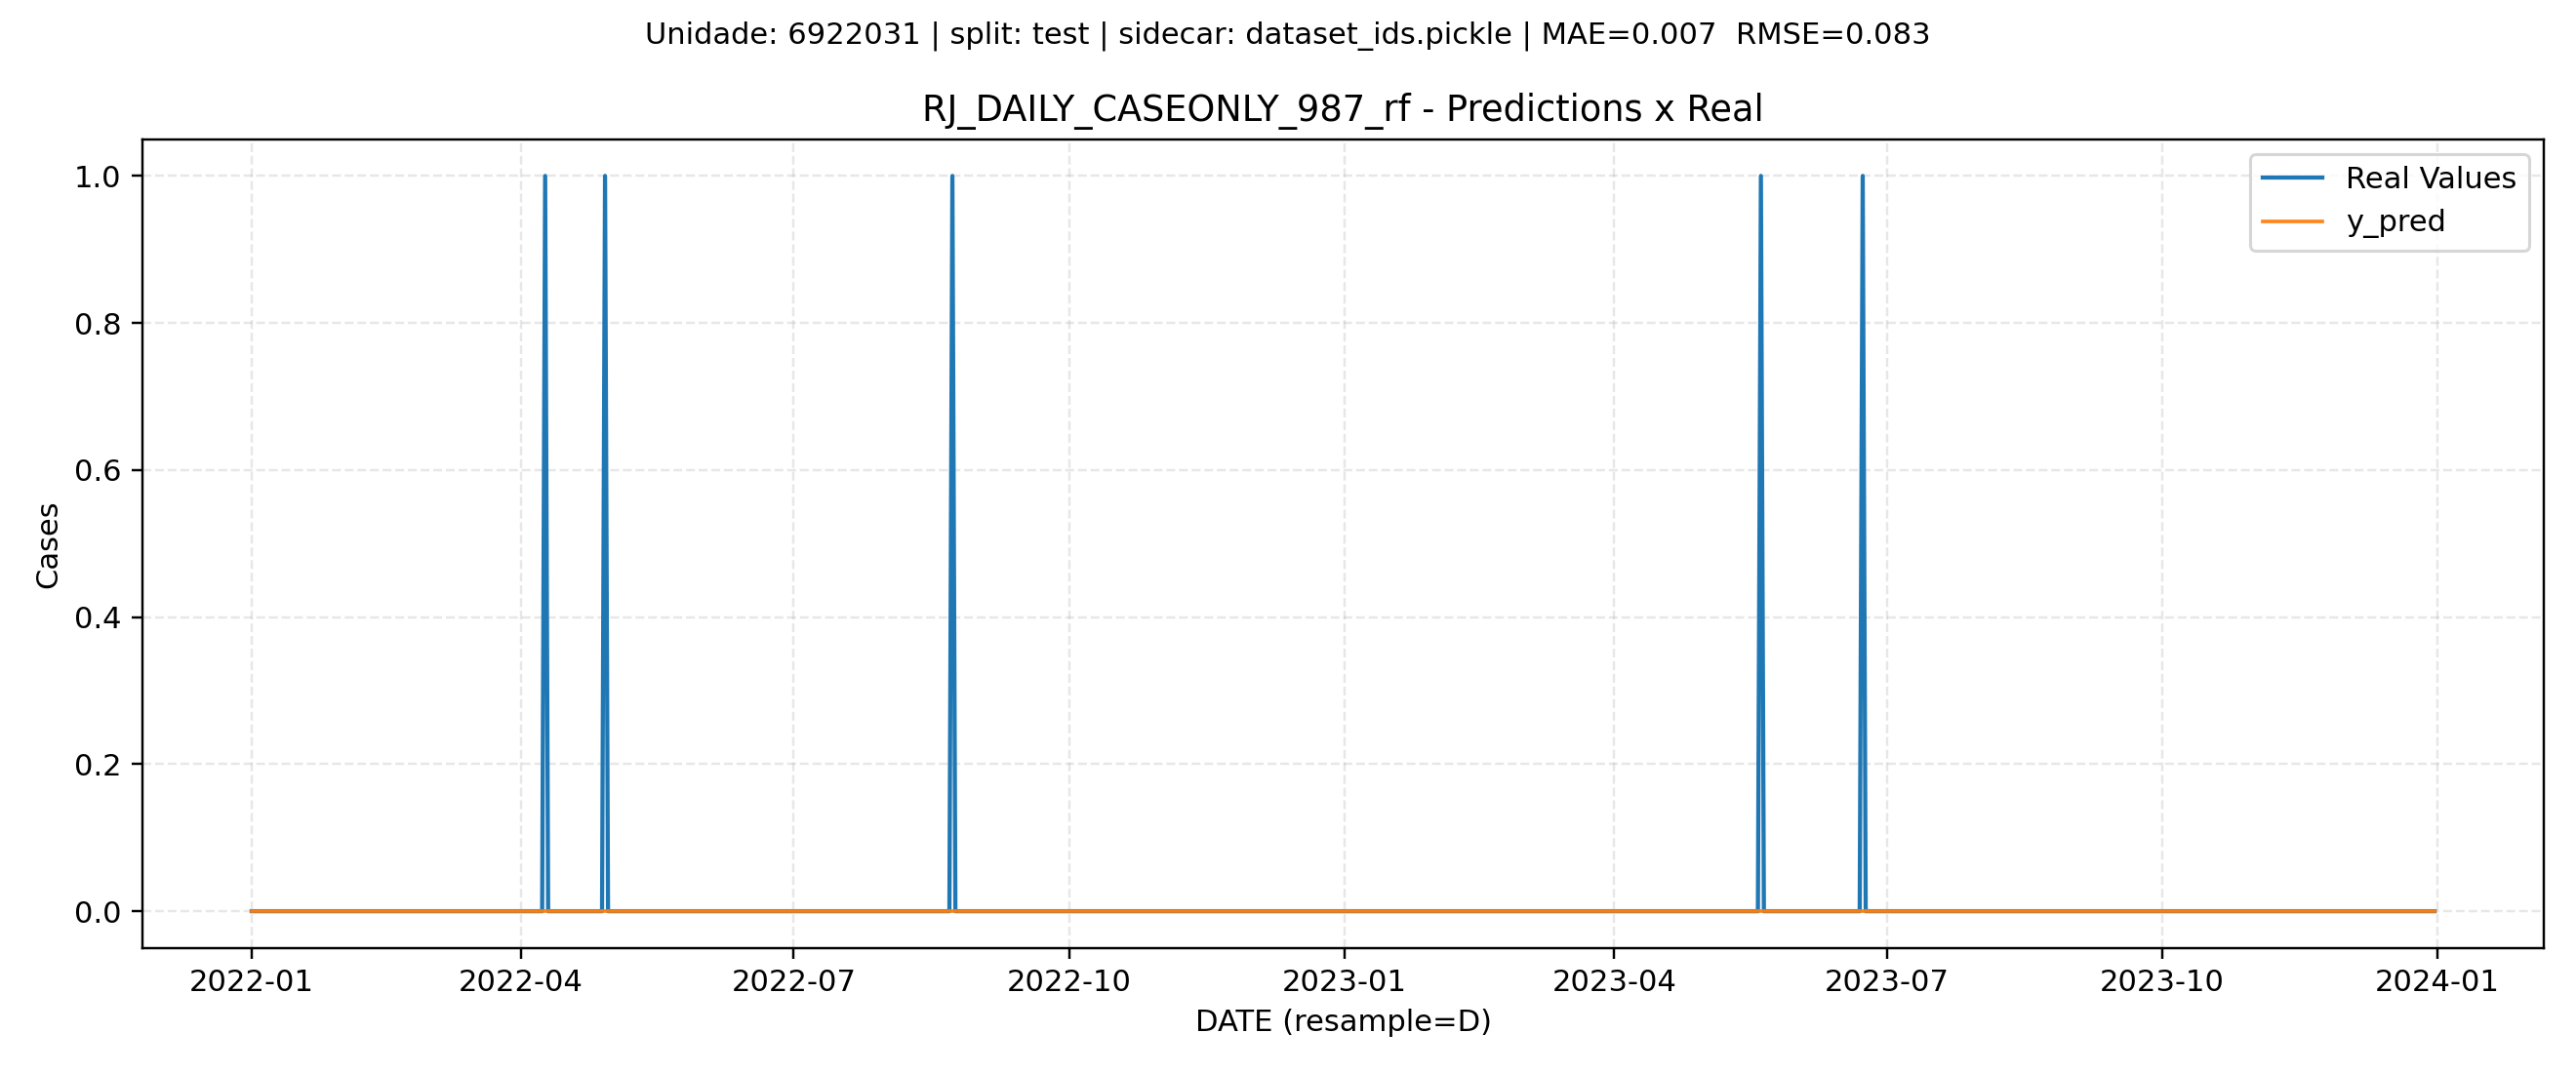 Unidade: 6922031 | split: test | sidecar: dataset_ids.pickle | MAE=0.007  RMSE=0.083
RJ_DAILY_CASEONLY_987_rf - Predictions x Real
Real Values
y_pred
Cases
1.0
0.8
0.6
0.4
0.2
0.0
2022-01
2022-04
2022-07
2022-10
2023-01
2023-04
2023-07
2023-10
2024-01
DATE (resample=D)